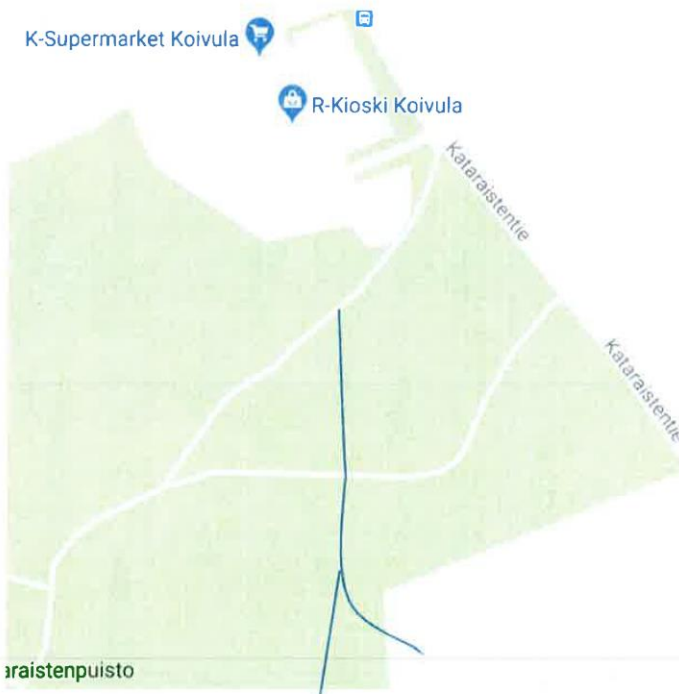 K-Supermarket Koivula
R-Kioski Koivula
Kataraistentie
Kataraistentie
araistenpuisto